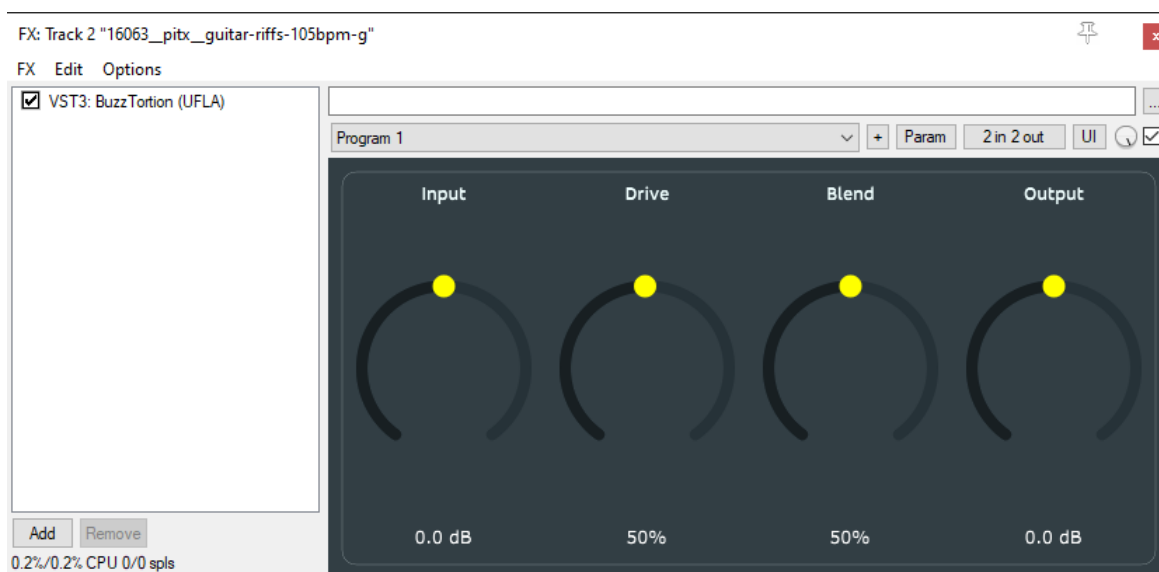 FX: Track 2 "16063__pitx__guitar-riffs-105bpm-g"
x
FX Edit Options
VST3: BuzzTortion (UFLA)
...
Program 1
+ Param 2 in 2 out UI
Input Drive Blend Output
0.0 dB 50% 50% 0.0 dB
Add Remove
0.2%/0.2% CPU 0/0 spls